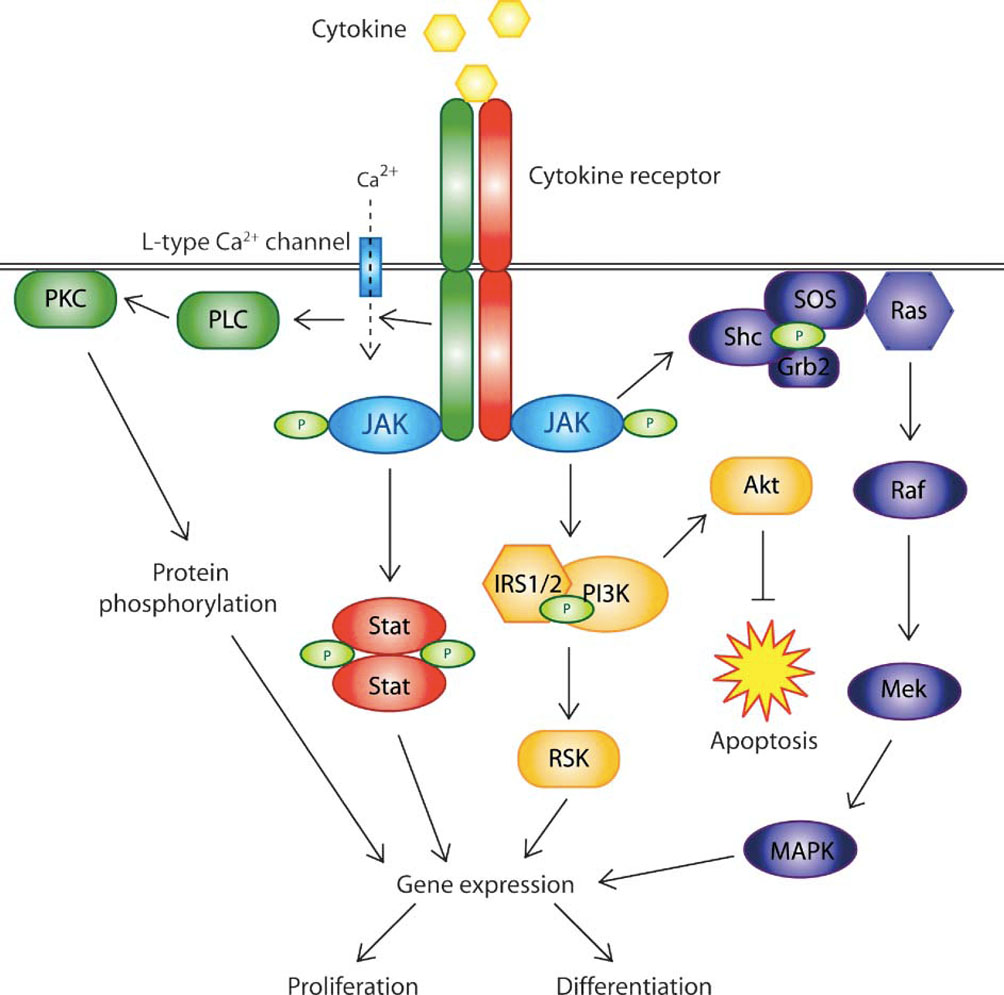 Cytokine
Cytokine receptor
Ca²⁺
L-type Ca²⁺ channel
PKC
PLC
SOS
Ras
Shc
P
Grb2
P
JAK
JAK
P
Akt
Raf
IRS1/2
PI3K
P
Protein
phosphorylation
Stat
P
P
Stat
Mek
Apoptosis
RSK
MAPK
Gene expression
Proliferation
Differentiation